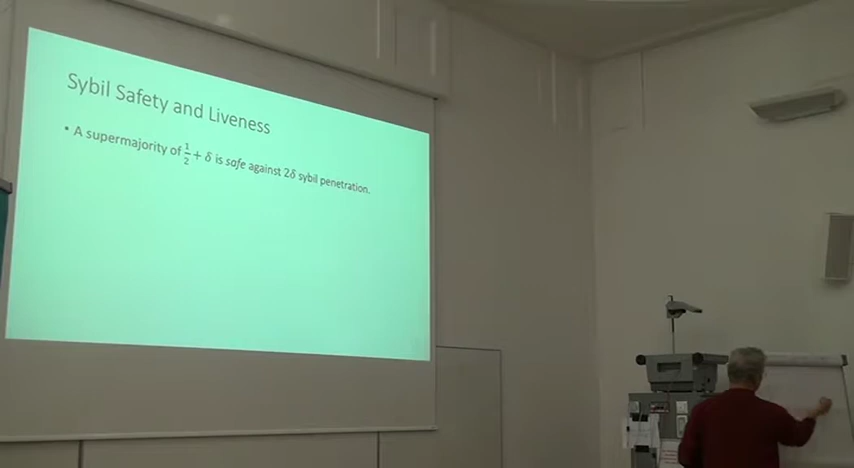 Sybil Safety and Liveness
• A supermajority of 1/2 + δ is safe against 2δ sybil penetration.